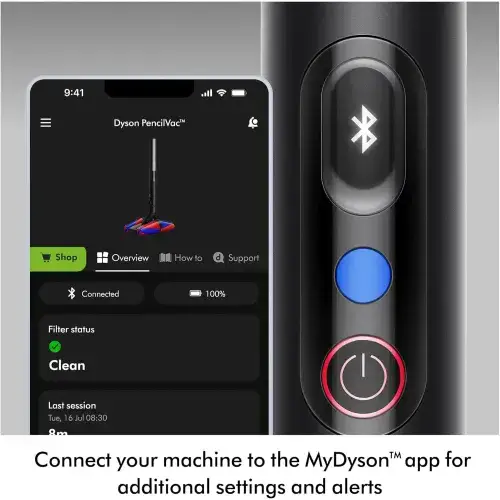 9:41
Dyson PencilVac™
Shop
Overview
How to
Support
Connected
100%
Filter status
Clean
Last session
Tue, 16 Jul 08:30
8m
Connect your machine to the MyDyson™ app for
additional settings and alerts